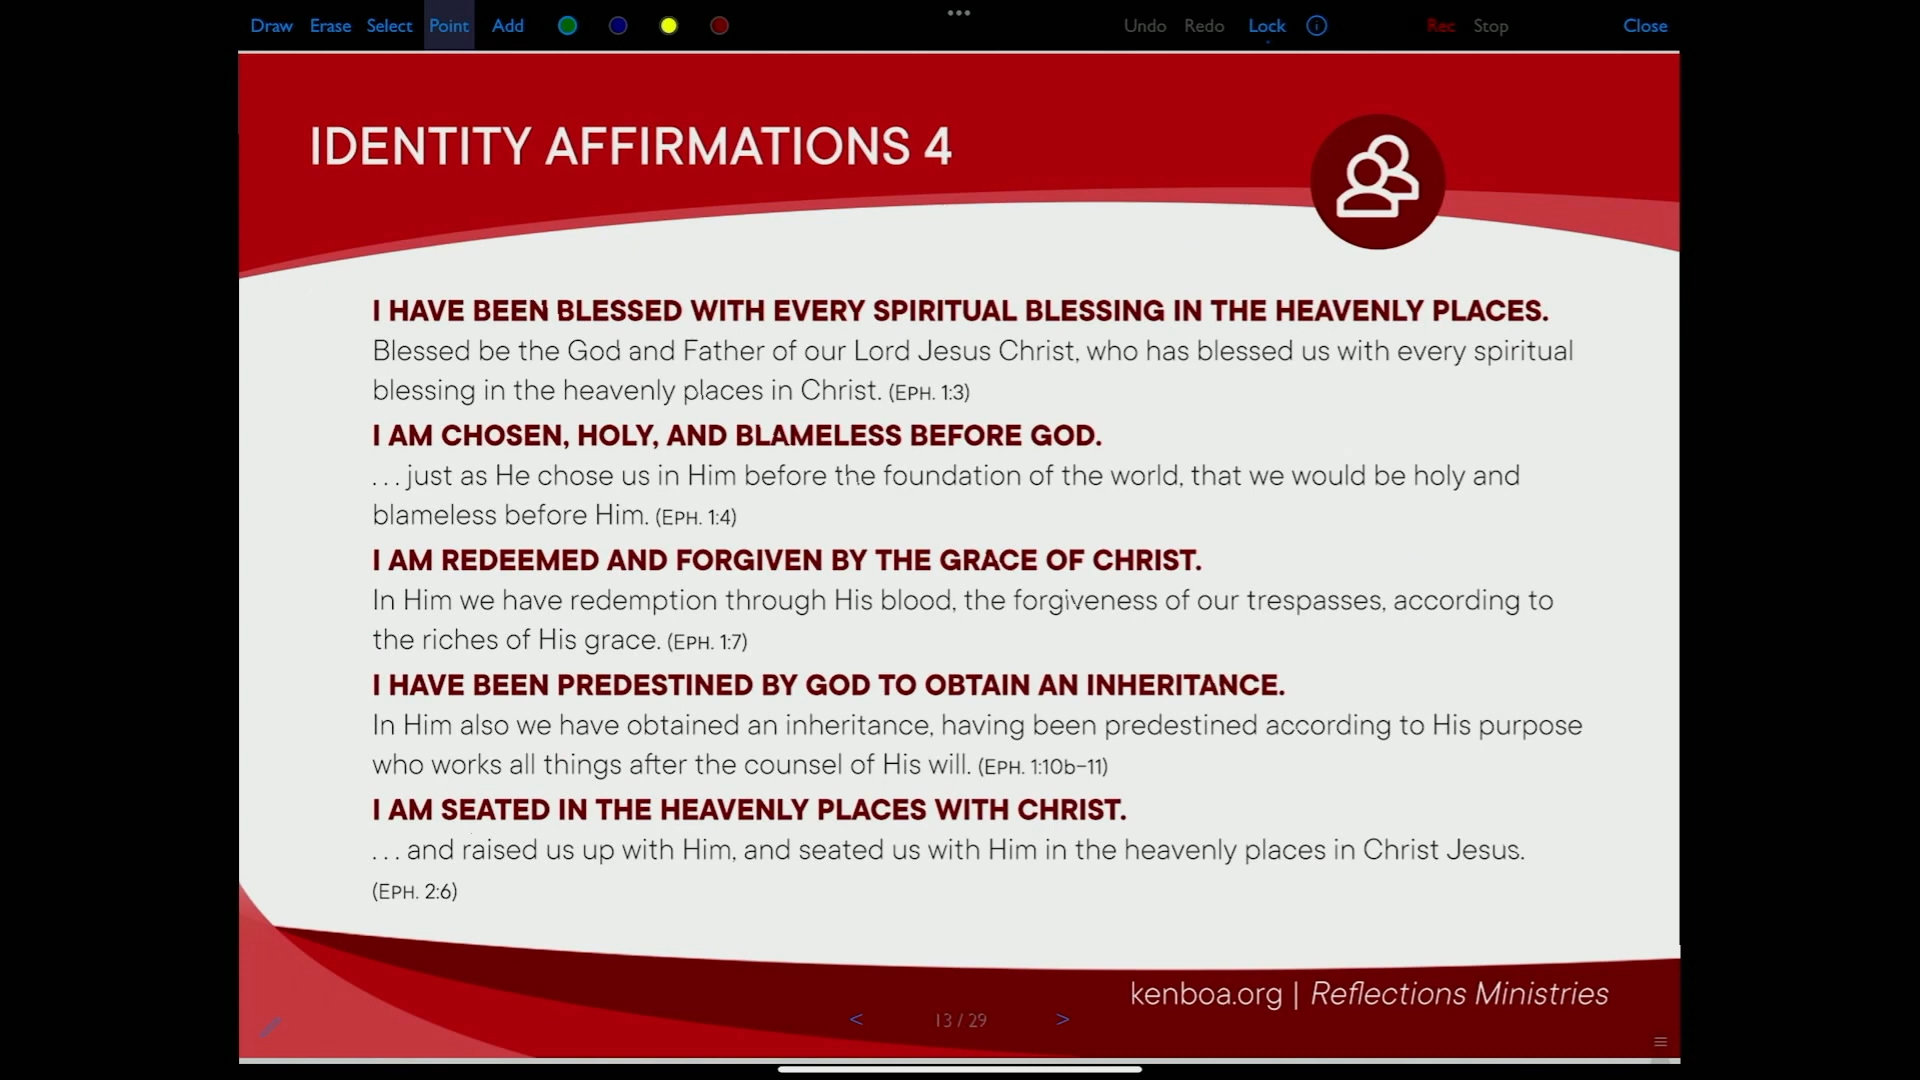 Draw Erase Select Point Add Undo Redo Lock Rec Stop Close
IDENTITY AFFIRMATIONS 4
I HAVE BEEN BLESSED WITH EVERY SPIRITUAL BLESSING IN THE HEAVENLY PLACES.
Blessed be the God and Father of our Lord Jesus Christ, who has blessed us with every spiritual
blessing in the heavenly places in Christ. (EPH. 1:3)
I AM CHOSEN, HOLY, AND BLAMELESS BEFORE GOD.
. . . just as He chose us in Him before the foundation of the world, that we would be holy and
blameless before Him. (EPH. 1:4)
I AM REDEEMED AND FORGIVEN BY THE GRACE OF CHRIST.
In Him we have redemption through His blood, the forgiveness of our trespasses, according to
the riches of His grace. (EPH. 1:7)
I HAVE BEEN PREDESTINED BY GOD TO OBTAIN AN INHERITANCE.
In Him also we have obtained an inheritance, having been predestined according to His purpose
who works all things after the counsel of His will. (EPH. 1:10b–11)
I AM SEATED IN THE HEAVENLY PLACES WITH CHRIST.
. . . and raised us up with Him, and seated us with Him in the heavenly places in Christ Jesus.
(EPH. 2:6)
kenboa.org | Reflections Ministries
< 13 / 29 >